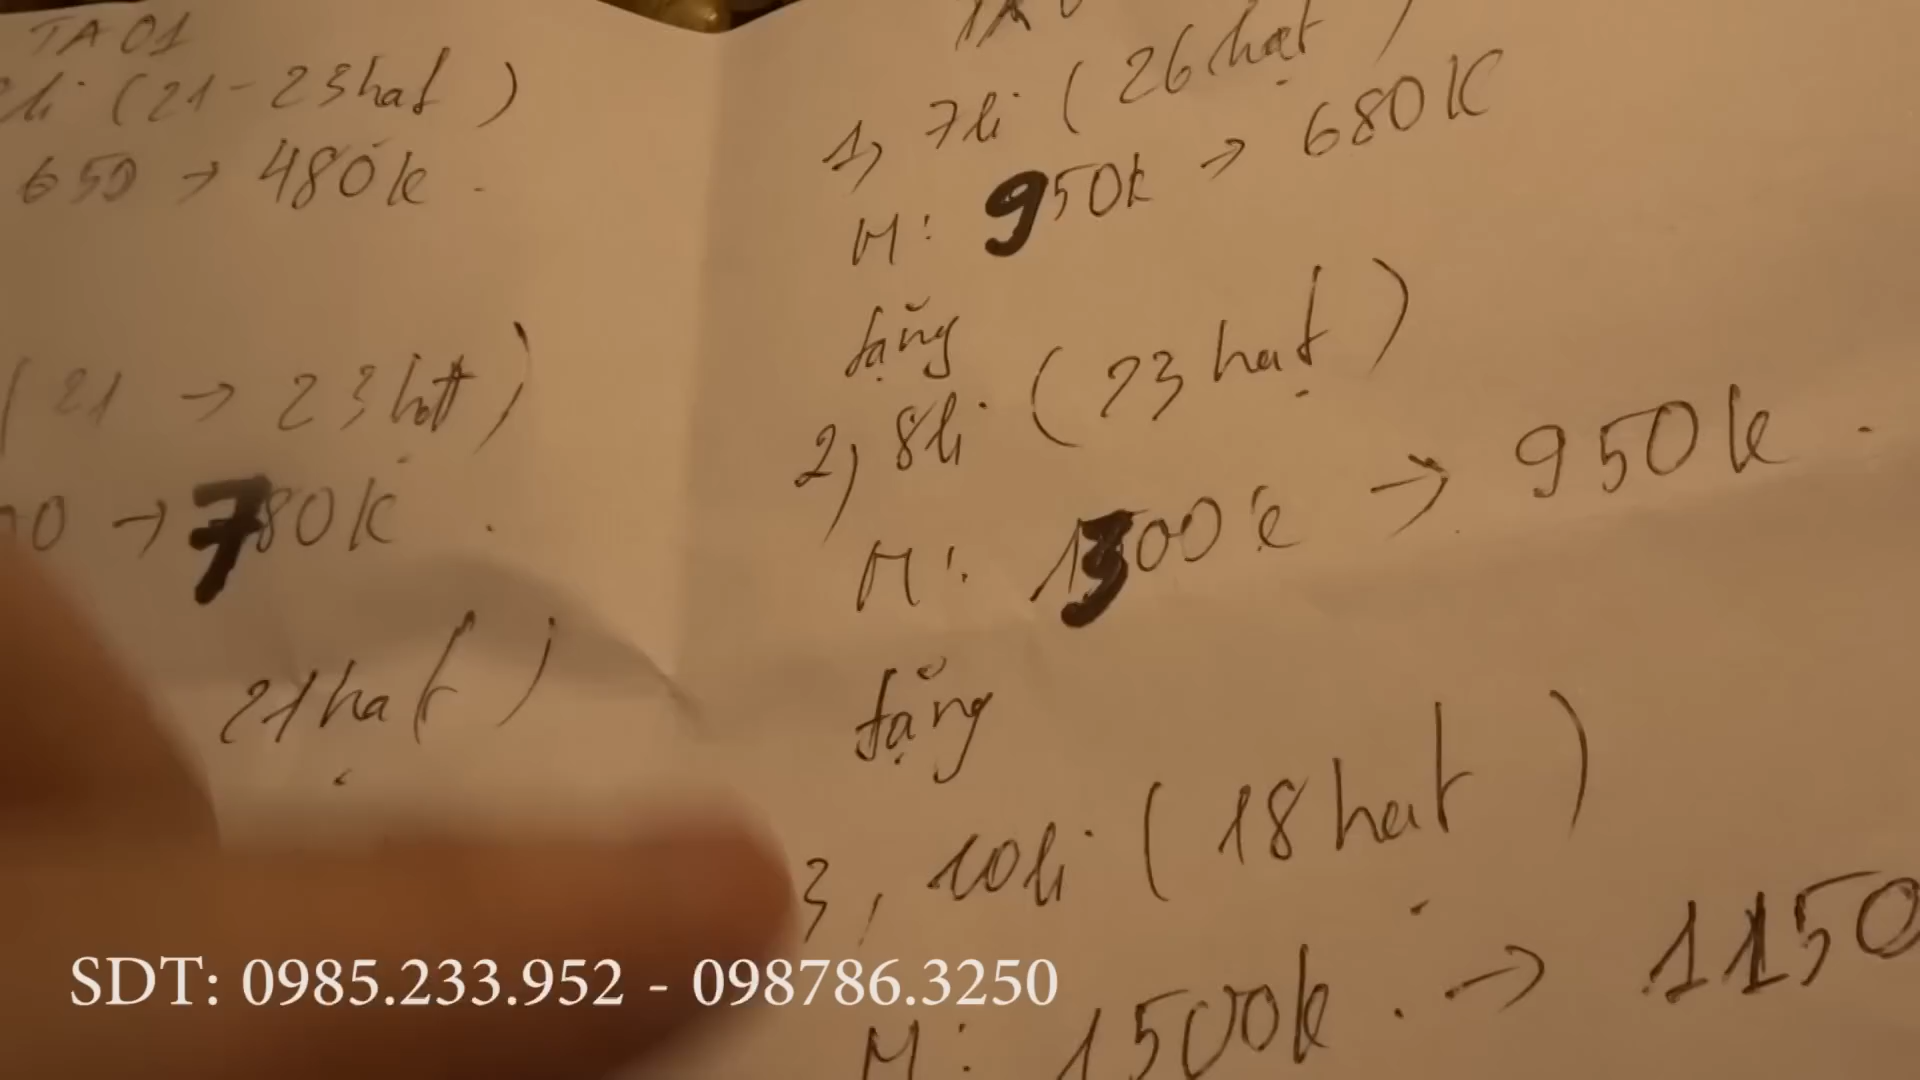 TA 01
li (21-23 hạt)
650 → 480k
(21 → 23 hạt)
→ 780K
21 hạt)
1, 7li (26 hạt)
M: 950k → 680K
tặng
2, 8li (23 hạt)
M: 1300k → 950k.
tặng
3, 10li (18 hạt)
M: 1500k. → 1150
SDT: 0985.233.952 - 098786.3250